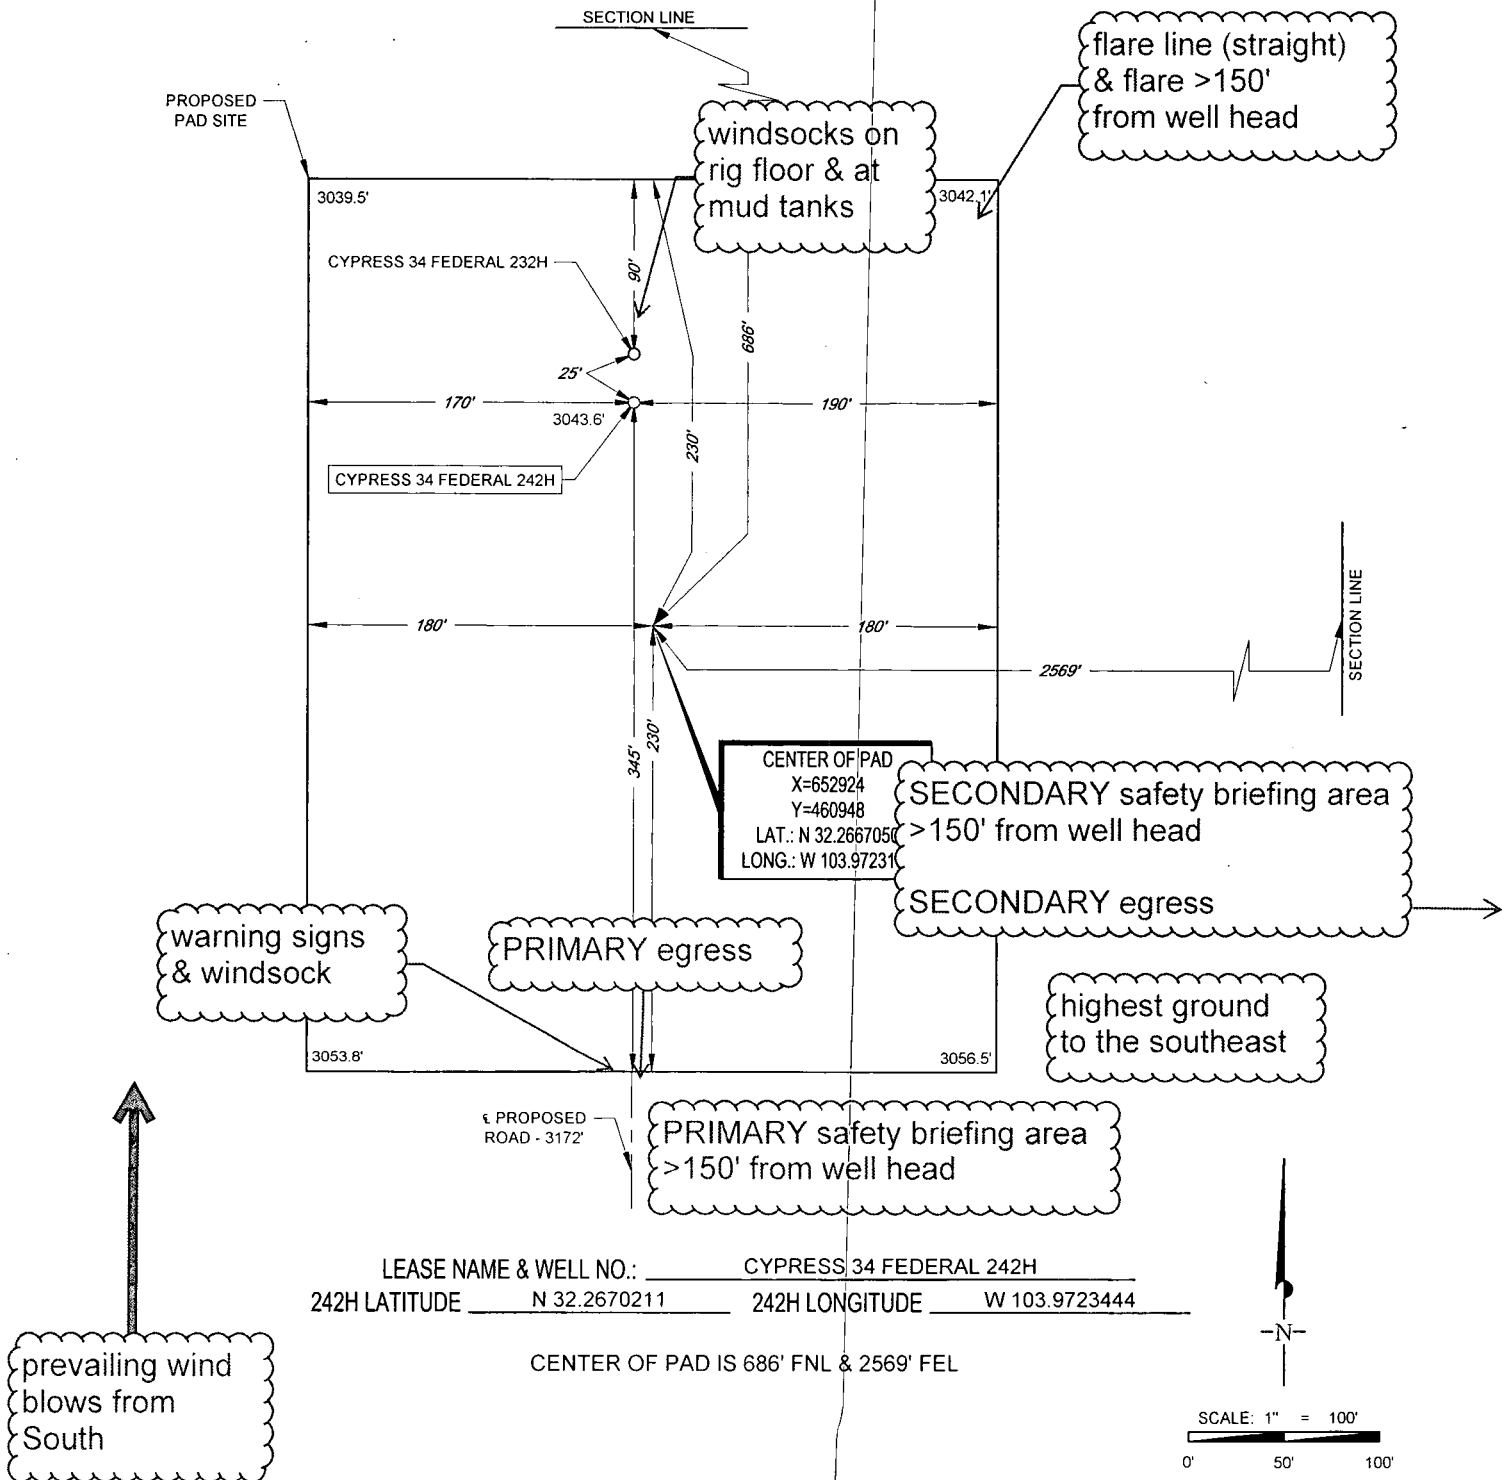 SECTION LINE
flare line (straight)
& flare >150'
from well head
PROPOSED
PAD SITE
windsocks on
rig floor & at
mud tanks
3039.5'
3042.1'
CYPRESS 34 FEDERAL 232H
90'
686'
25'
170'
190'
3043.6'
230'
CYPRESS 34 FEDERAL 242H
SECTION LINE
180'
180'
2569'
345'
230'
CENTER OF PAD
X=652924
Y=460948
LAT.: N 32.2667050
LONG.: W 103.97231
SECONDARY safety briefing area
>150' from well head
SECONDARY egress
warning signs
& windsock
PRIMARY egress
highest ground
to the southeast
3053.8'
3056.5'
℄ PROPOSED
ROAD - 3172'
PRIMARY safety briefing area
>150' from well head
LEASE NAME & WELL NO.: CYPRESS 34 FEDERAL 242H
242H LATITUDE N 32.2670211 242H LONGITUDE W 103.9723444
-N-
CENTER OF PAD IS 686' FNL & 2569' FEL
prevailing wind
blows from
South
SCALE: 1" = 100'
0' 50' 100'